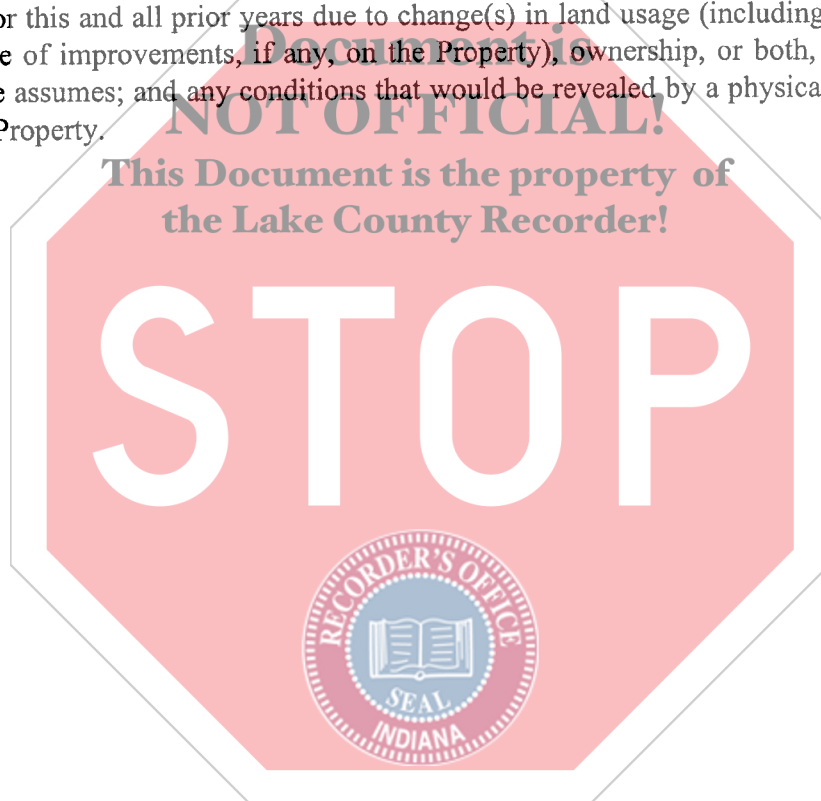 or this and all prior years due to change(s) in land usage (including
e of improvements, if any, on the Property), ownership, or both,
e assumes; and any conditions that would be revealed by a physica
Property.
Document is
NOT OFFICIAL!
This Document is the property of
the Lake County Recorder!
STOP
RECORDER'S OFFICE
SEAL
INDIANA